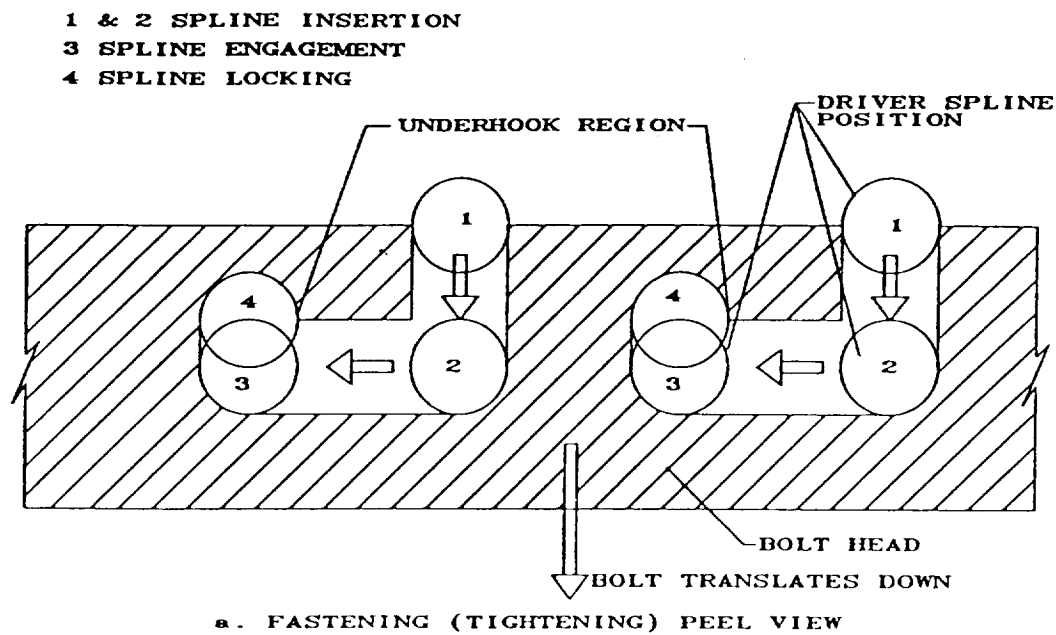 1 & 2 SPLINE INSERTION
3 SPLINE ENGAGEMENT
4 SPLINE LOCKING
UNDERHOOK REGION
DRIVER SPLINE
POSITION
1
1
4
4
3
2
3
2
BOLT HEAD
BOLT TRANSLATES DOWN
a. FASTENING (TIGHTENING) PEEL VIEW